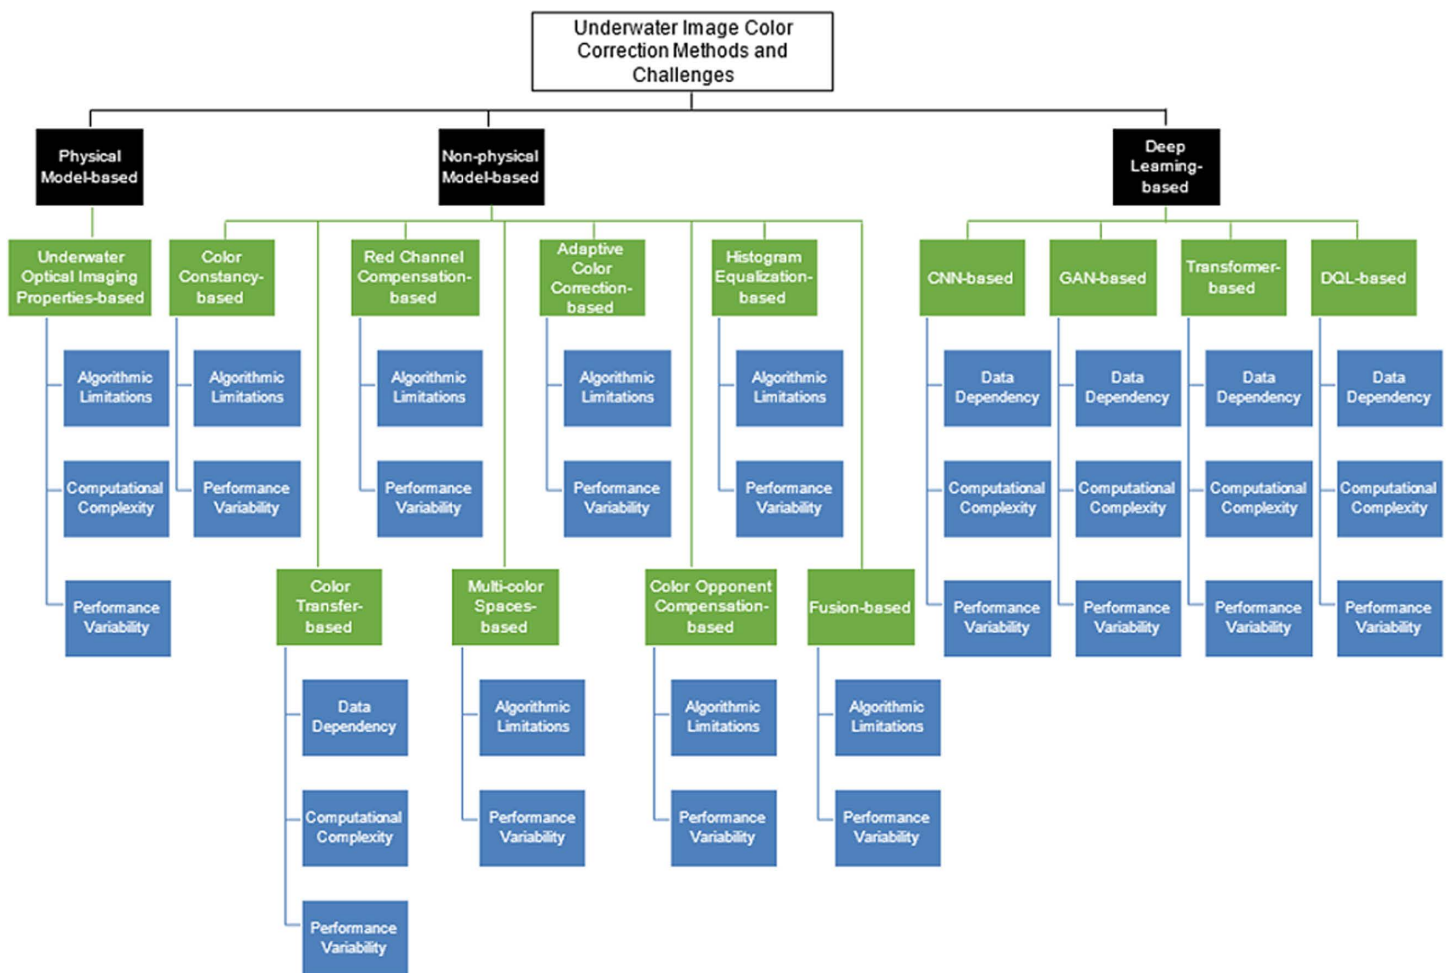 Underwater Image Color
Correction Methods and
Challenges
Physical
Model-based
Non-physical
Model-based
Deep
Learning-
based
Underwater
Optical Imaging
Properties-based
Color
Constancy-
based
Red Channel
Compensation-
based
Adaptive
Color
Correction-
based
Histogram
Equalization-
based
CNN-based
GAN-based
Transformer-
based
DQL-based
Algorithmic
Limitations
Algorithmic
Limitations
Algorithmic
Limitations
Algorithmic
Limitations
Algorithmic
Limitations
Data
Dependency
Data
Dependency
Data
Dependency
Data
Dependency
Computational
Complexity
Performance
Variability
Performance
Variability
Performance
Variability
Performance
Variability
Computational
Complexity
Computational
Complexity
Computational
Complexity
Computational
Complexity
Performance
Variability
Color
Transfer-
based
Multi-color
Spaces-
based
Color Opponent
Compensation-
based
Fusion-based
Performance
Variability
Performance
Variability
Performance
Variability
Performance
Variability
Data
Dependency
Algorithmic
Limitations
Algorithmic
Limitations
Algorithmic
Limitations
Computational
Complexity
Performance
Variability
Performance
Variability
Performance
Variability
Performance
Variability